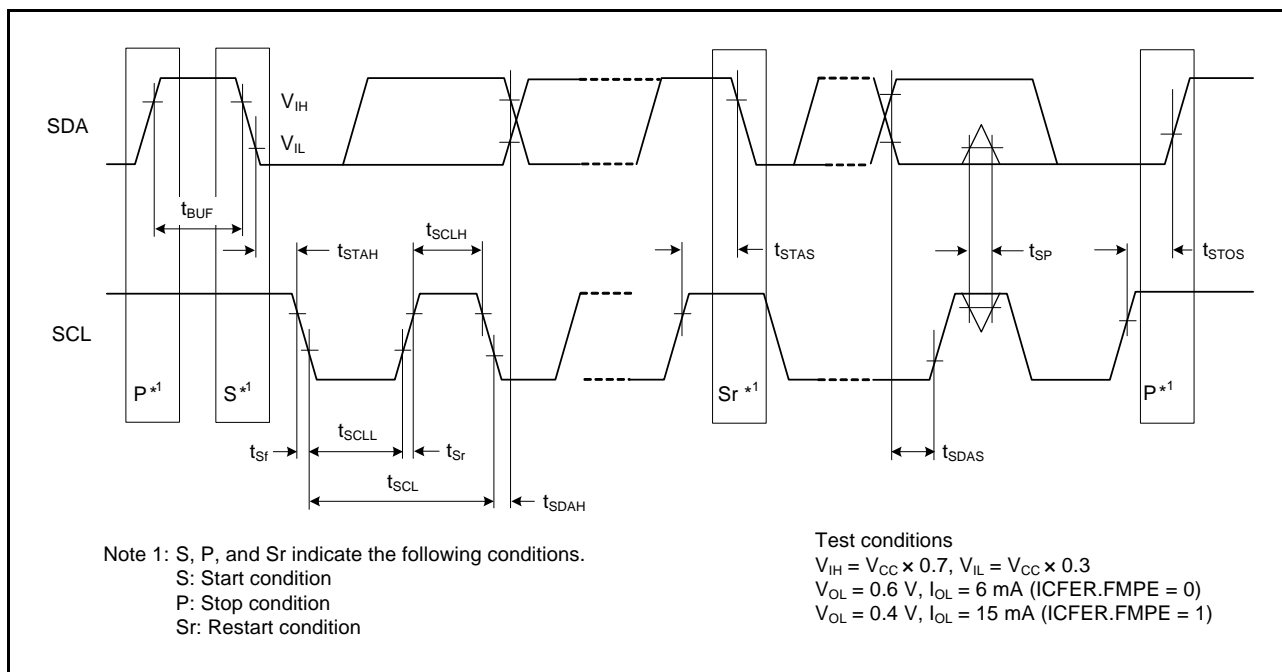 SDA
V_IH
V_IL
t_BUF
t_STAH
t_SCLH
t_STAS
t_SP
t_STOS
SCL
P *1
S *1
Sr *1
P *1
t_Sf
t_SCLL
t_Sr
t_SDAS
t_SCL
t_SDAH
Note 1: S, P, and Sr indicate the following conditions.
S: Start condition
P: Stop condition
Sr: Restart condition
Test conditions
V_IH = V_CC × 0.7, V_IL = V_CC × 0.3
V_OL = 0.6 V, I_OL = 6 mA (ICFER.FMPE = 0)
V_OL = 0.4 V, I_OL = 15 mA (ICFER.FMPE = 1)